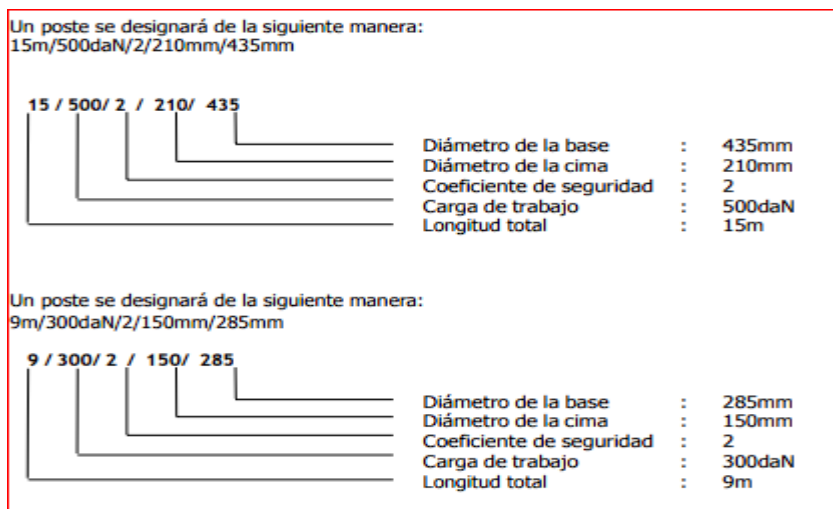 Un poste se designará de la siguiente manera:
15m/500daN/2/210mm/435mm
15 / 500/ 2 / 210/ 435
Diámetro de la base : 435mm
Diámetro de la cima : 210mm
Coeficiente de seguridad : 2
Carga de trabajo : 500daN
Longitud total : 15m
Un poste se designará de la siguiente manera:
9m/300daN/2/150mm/285mm
9 / 300/ 2 / 150/ 285
Diámetro de la base : 285mm
Diámetro de la cima : 150mm
Coeficiente de seguridad : 2
Carga de trabajo : 300daN
Longitud total : 9m